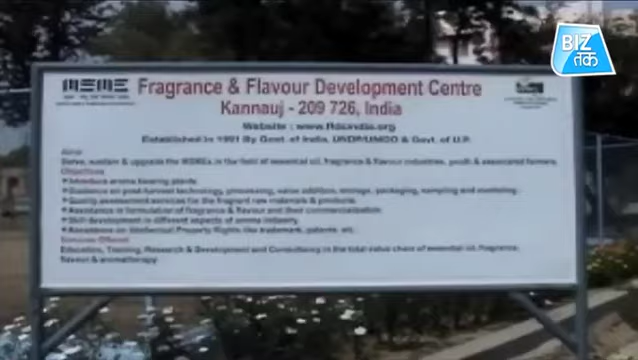 BIZ
तक
MSME
Fragrance & Flavour Development Centre
Kannauj - 209 726, India
Website : www.ffdcindia.org
Established in 1991 By Govt. of India, UNDP/UNIDO & Govt. of U.P.
Aim:
Serve, sustain & upgrade the MSMEs in the field of essential oil, fragrance & flavour industries, youth & associated farmers.
Objectives
Introduce aroma bearing plants.
Guidance on post-harvest technology, processing, value addition, storage, packaging, sampling and marketing.
Quality assessment services for the fragrant raw materials & products.
Assistance in formulation of fragrance & flavour and their commercialization.
Skill development in different aspects of aroma industry.
Assistance on Intellectual Property Rights like trademark, patents, etc.
Services Offered
Education, Training, Research & Development and Consultancy in the total value chain of essential oil, fragrance,
flavour & aromatherapy.